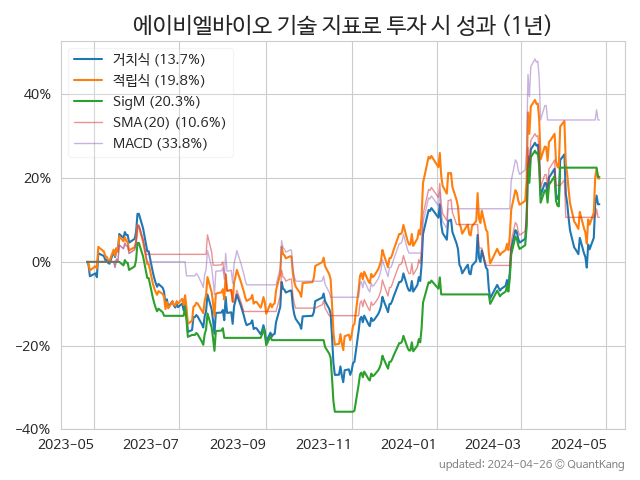 에이비엘바이오 기술 지표로 투자 시 성과 (1년)
거치식 (13.7%)
적립식 (19.8%)
SigM (20.3%)
SMA(20) (10.6%)
MACD (33.8%)
40%
20%
0%
−20%
−40%
2023-05 2023-07 2023-09 2023-11 2024-01 2024-03 2024-05
updated: 2024-04-26 © QuantKang